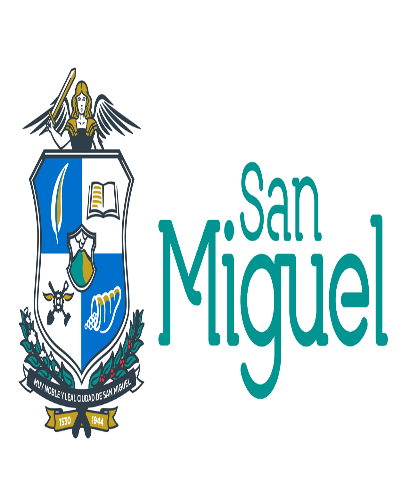 San
Miguel
MUY NOBLE Y LEAL CIUDAD DE SAN MIGUEL
1530 1944